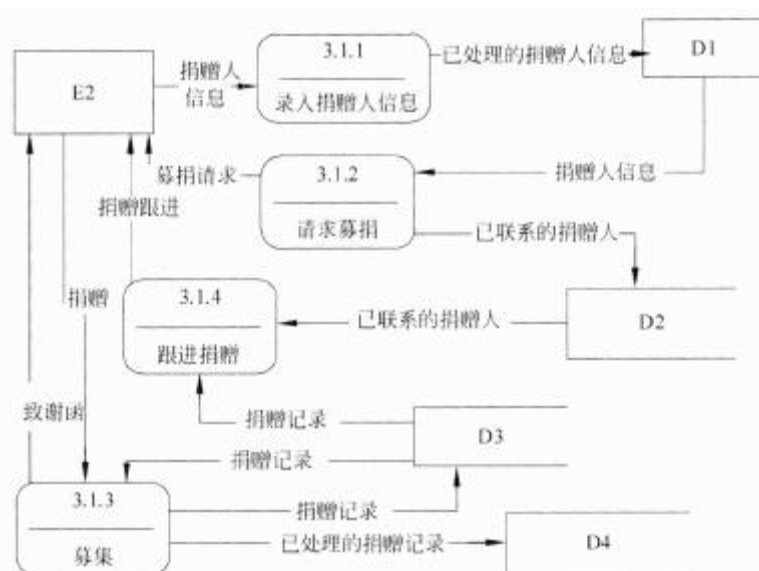 E2
捐赠人
信息
3.1.1
录入捐赠人信息
已处理的捐赠人信息
D1
募捐请求
3.1.2
请求募捐
捐赠人信息
捐赠跟进
已联系的捐赠人
捐赠
3.1.4
跟进捐赠
已联系的捐赠人
D2
致谢函
捐赠记录
D3
捐赠记录
3.1.3
募集
捐赠记录
已处理的捐赠记录
D4